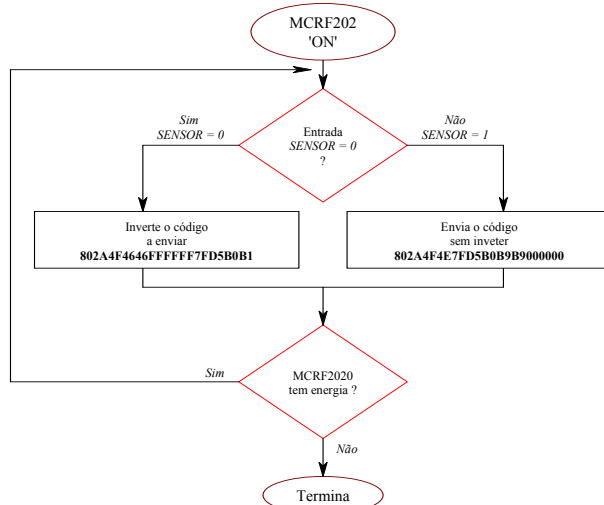 MCRF202
'ON'
Sim
SENSOR = 0
Não
SENSOR = 1
Entrada
SENSOR = 0
?
Inverte o código
a enviar
802A4F4646FFFFFF7FD5B0B1
Envia o código
sem inveter
802A4F4E7FD5B0B9B9000000
Sim
MCRF2020
tem energia ?
Não
Termina